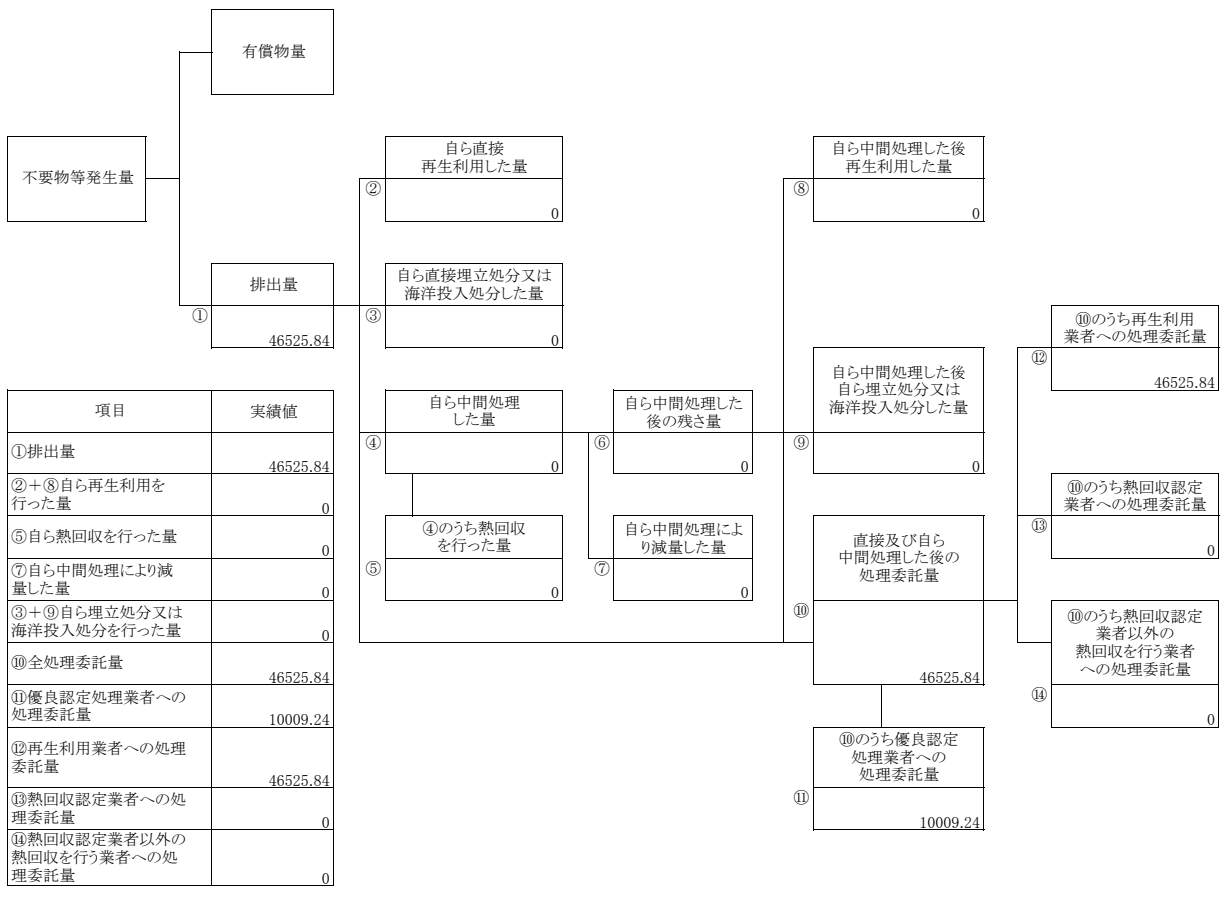 有償物量
不要物等発生量
排出量
①
46525.84
自ら直接
再生利用した量
②
0
自ら直接埋立処分又は
海洋投入処分した量
③
0
自ら中間処理
した量
④
0
④のうち熱回収
を行った量
⑤
0
自ら中間処理した
後の残さ量
⑥
0
自ら中間処理によ
り減量した量
⑦
0
自ら中間処理した後
再生利用した量
⑧
0
自ら中間処理した後
自ら埋立処分又は
海洋投入処分した量
⑨
0
直接及び自ら
中間処理した後の
処理委託量
⑩
46525.84
⑩のうち優良認定
処理業者への
処理委託量
⑪
10009.24
⑩のうち再生利用
業者への処理委託量
⑫
46525.84
⑩のうち熱回収認定
業者への処理委託量
⑬
0
⑩のうち熱回収認定
業者以外の
熱回収を行う業者
への処理委託量
⑭
0
項目 実績値
①排出量
46525.84
②+⑧自ら再生利用を
行った量
0
⑤自ら熱回収を行った量
0
⑦自ら中間処理により減
量した量
0
③+⑨自ら埋立処分又は
海洋投入処分を行った量
0
⑩全処理委託量
46525.84
⑪優良認定処理業者への
処理委託量
10009.24
⑫再生利用業者への処理
委託量
46525.84
⑬熱回収認定業者への処
理委託量
0
⑭熱回収認定業者以外の
熱回収を行う業者への処
理委託量
0